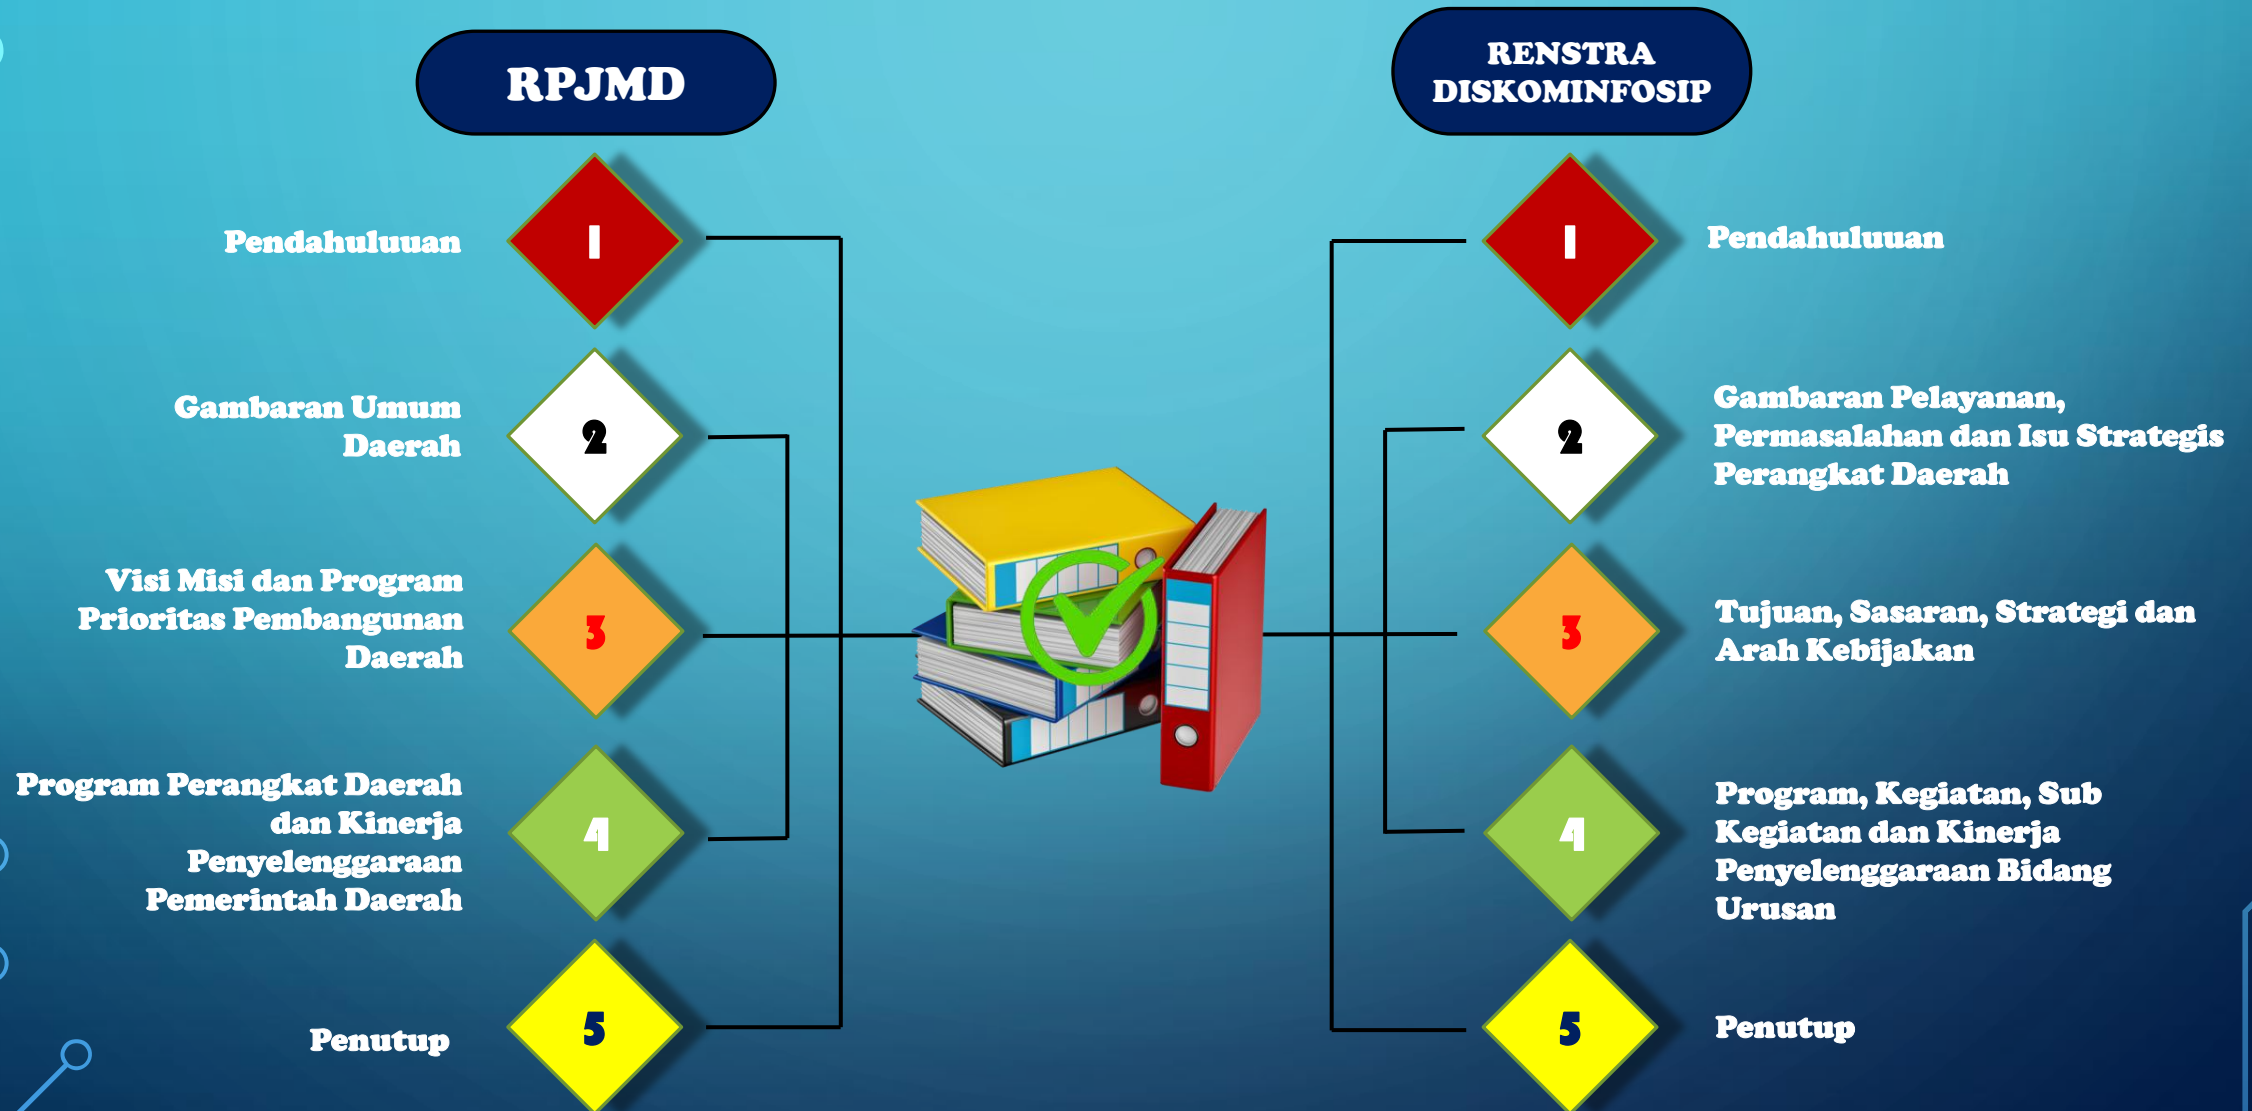 RPJMD
1
Pendahuluuan
2
Gambaran Umum
Daerah
3
Visi Misi dan Program
Prioritas Pembangunan
Daerah
4
Program Perangkat Daerah
dan Kinerja
Penyelenggaraan
Pemerintah Daerah
5
Penutup
RENSTRA
DISKOMINFOSIP
1
Pendahuluuan
2
Gambaran Pelayanan,
Permasalahan dan Isu Strategis
Perangkat Daerah
3
Tujuan, Sasaran, Strategi dan
Arah Kebijakan
4
Program, Kegiatan, Sub
Kegiatan dan Kinerja
Penyelenggaraan Bidang
Urusan
5
Penutup